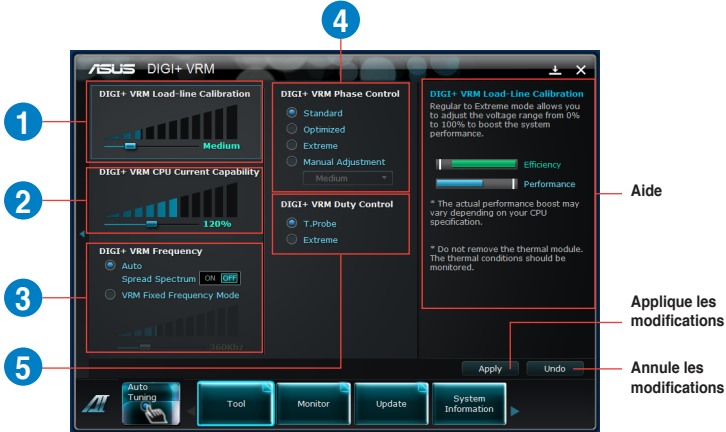 4
ASUS DIGI+ VRM
1
DIGI+ VRM Load-line Calibration
Medium
2
DIGI+ VRM CPU Current Capability
120%
3
DIGI+ VRM Frequency
Auto
Spread Spectrum ON OFF
VRM Fixed Frequency Mode
360Khz
DIGI+ VRM Phase Control
Standard
Optimized
Extreme
Manual Adjustment
Medium
DIGI+ VRM Duty Control
T.Probe
Extreme
5
DIGI+ VRM Load-Line Calibration
Regular to Extreme mode allows you
to adjust the voltage range from 0%
to 100% to boost the system
performance.
Efficiency
Performance
* The actual performance boost may
vary depending on your CPU
specification.
* Do not remove the thermal module.
The thermal conditions should be
monitored.
Aide
Applique les
modifications
Annule les
modifications
Apply
Undo
Auto
Tuning
Tool
Monitor
Update
System
Information